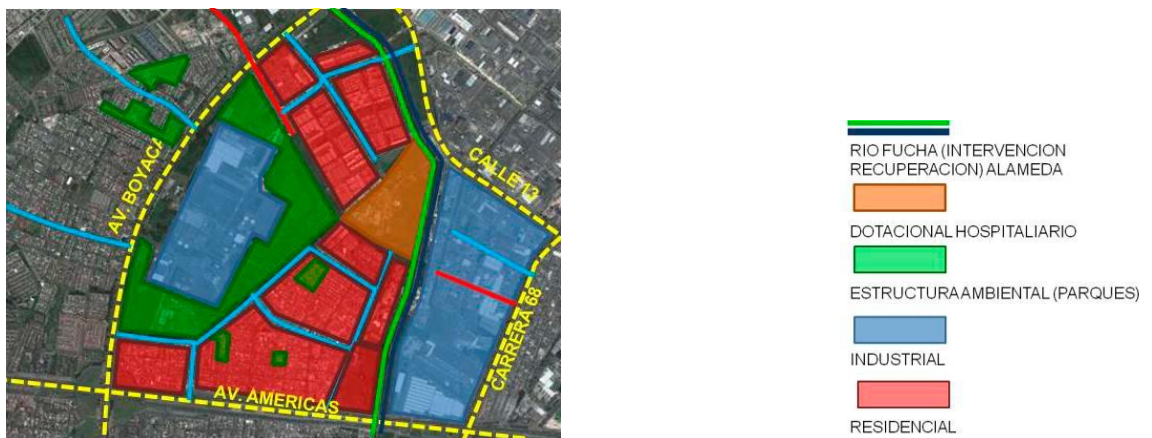 AV. BOYACA
CALLE 13
CARRERA 68
AV. AMERICAS
RIO FUCHA (INTERVENCION
RECUPERACION) ALAMEDA
DOTACIONAL HOSPITALIARIO
ESTRUCTURA AMBIENTAL (PARQUES)
INDUSTRIAL
RESIDENCIAL